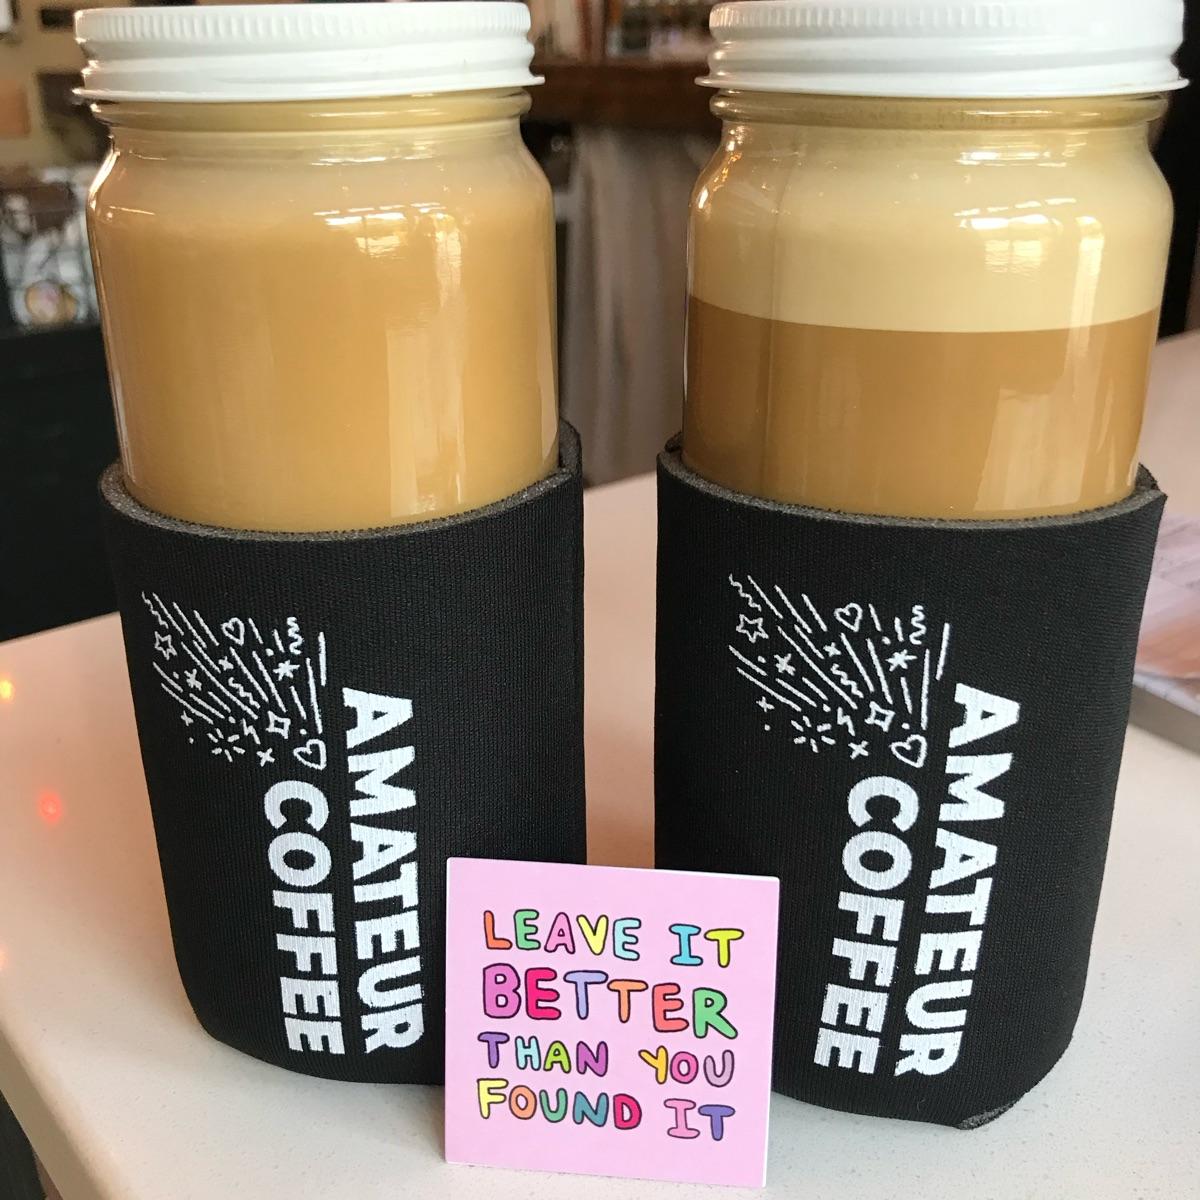 AMATEUR
COFFEE
AMATEUR
COFFEE
LEAVE IT
BETTER
THAN YOU
FOUND IT